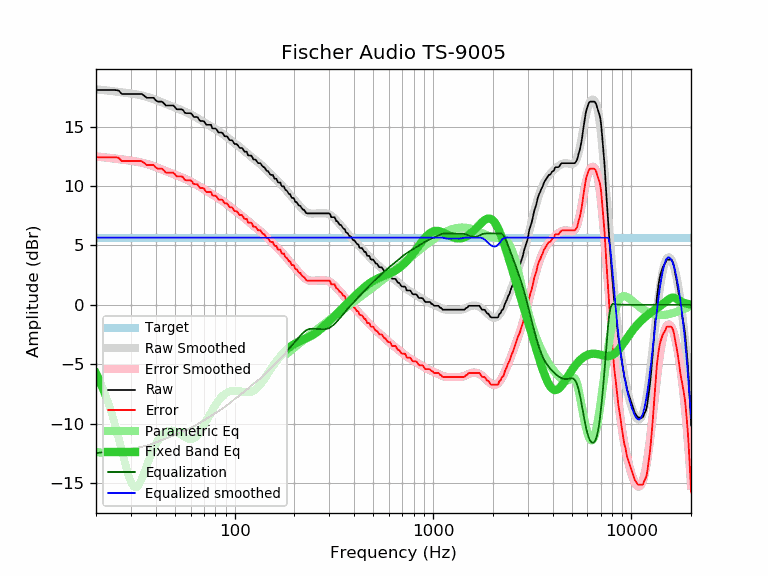 Fischer Audio TS-9005
Amplitude (dBr)
15
10
5
0
−5
−10
−15
Target
Raw Smoothed
Error Smoothed
Raw
Error
Parametric Eq
Fixed Band Eq
Equalization
Equalized smoothed
100 1000 10000
Frequency (Hz)